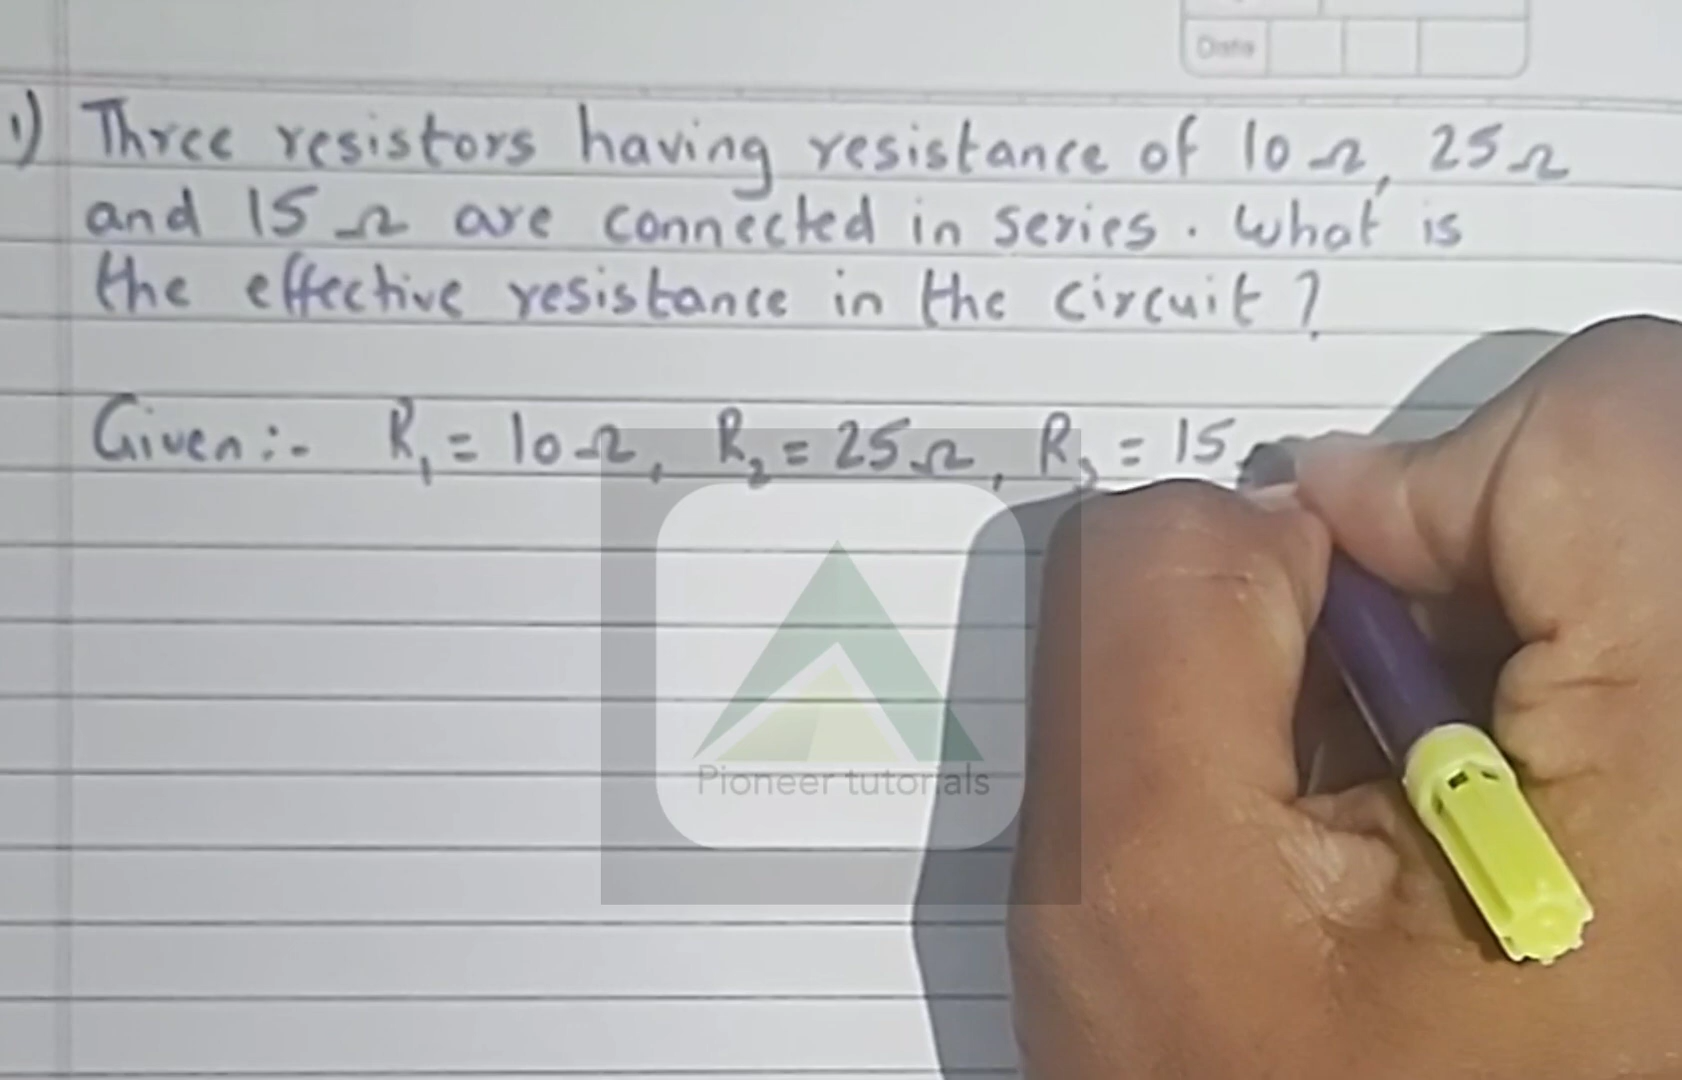 Date
1) Three resistors having resistance of 10Ω, 25Ω
and 15Ω are connected in series. What is
the effective resistance in the circuit?
Given:- R₁ = 10Ω, R₂ = 25Ω, R₃ = 15
Pioneer tutorials